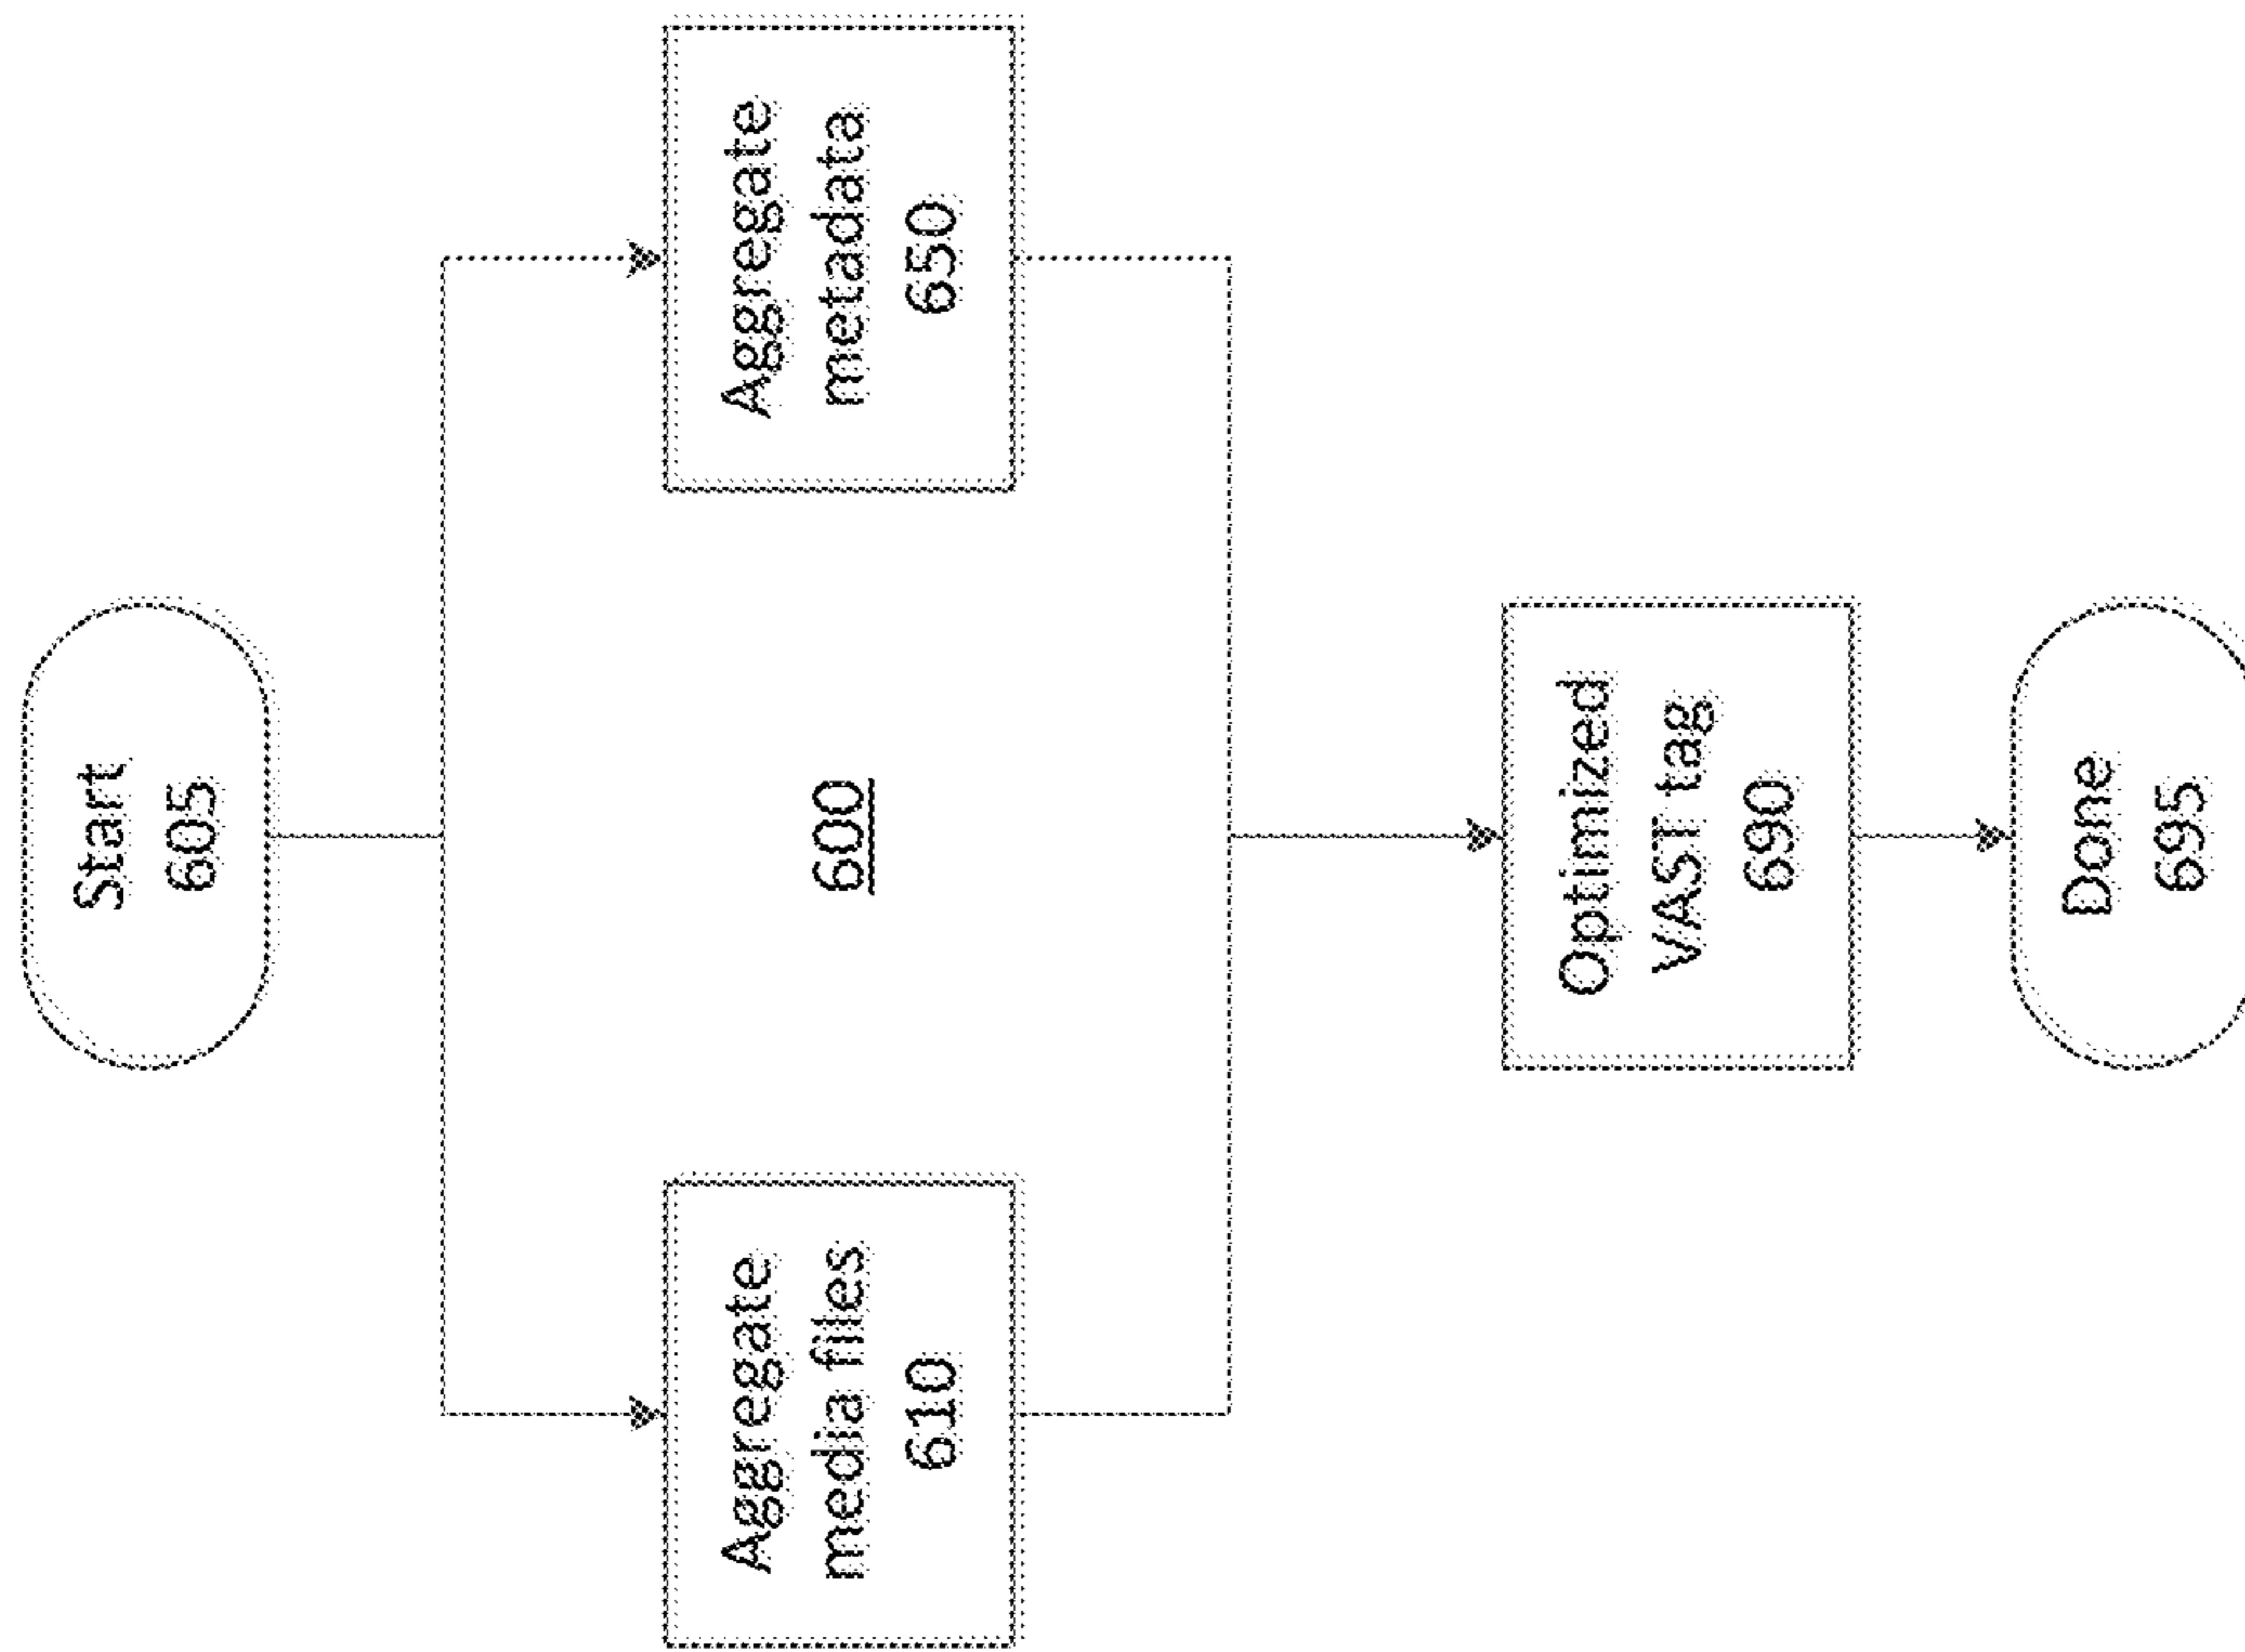 Start
605
Aggregate
media files
610
600
Aggregate
metadata
650
Optimized
VAST tag
690
Done
695